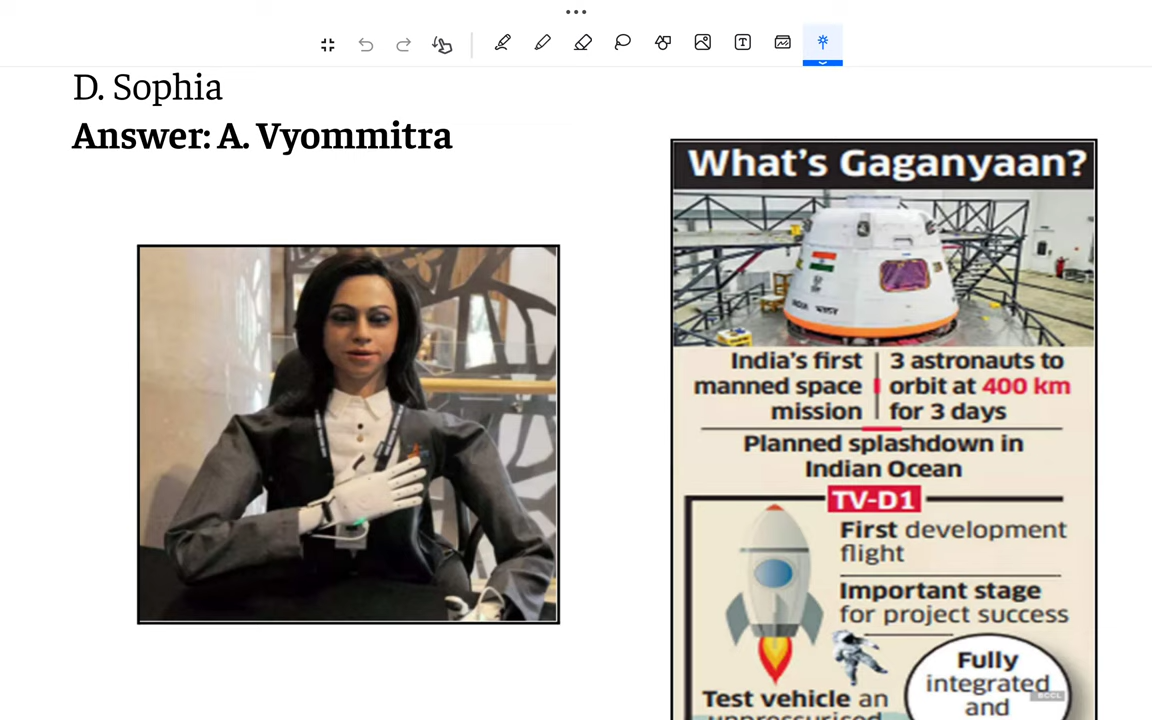 D. Sophia
Answer: A. Vyommitra
What's Gaganyaan?
India's first
manned space
mission
3 astronauts to
orbit at 400 km
for 3 days
Planned splashdown in
Indian Ocean
TV-D1
First development
flight
Important stage
for project success
Fully
integrated
and
BCCL
Test vehicle an